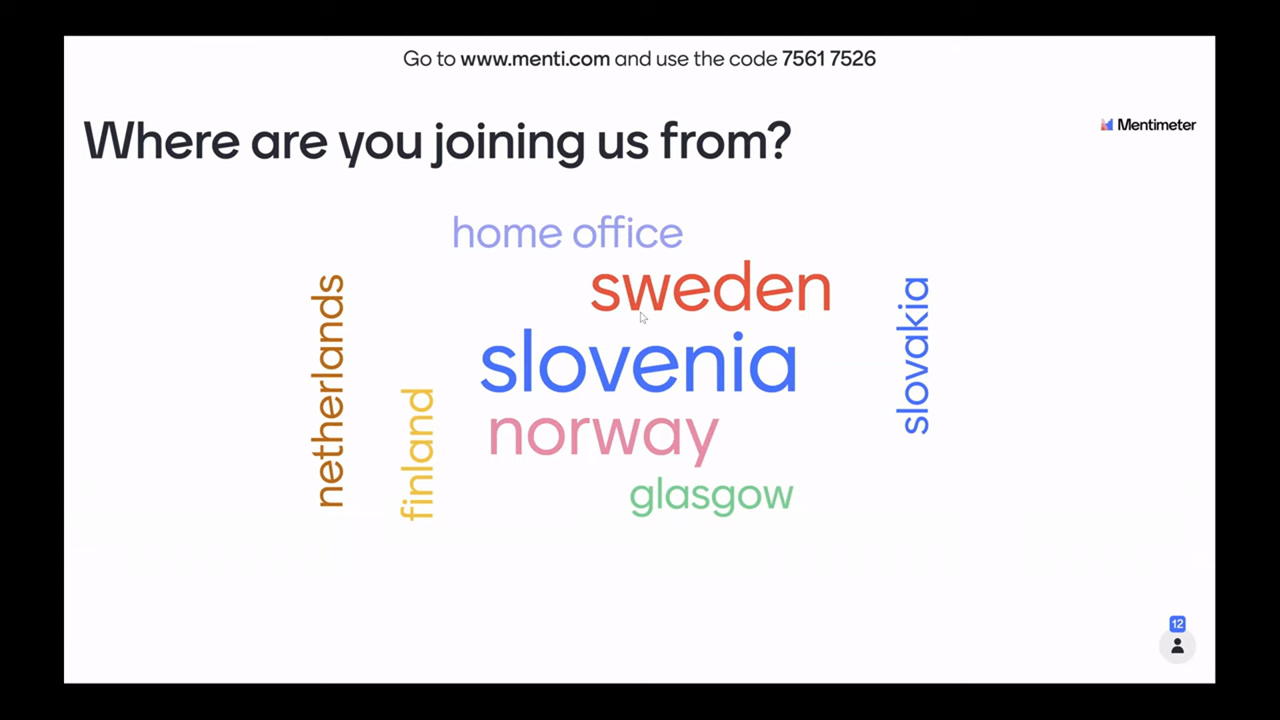 Go to www.menti.com and use the code 7561 7526
Where are you joining us from?
Mentimeter
home office
sweden
slovakia
netherlands
slovenia
finland
norway
glasgow
12